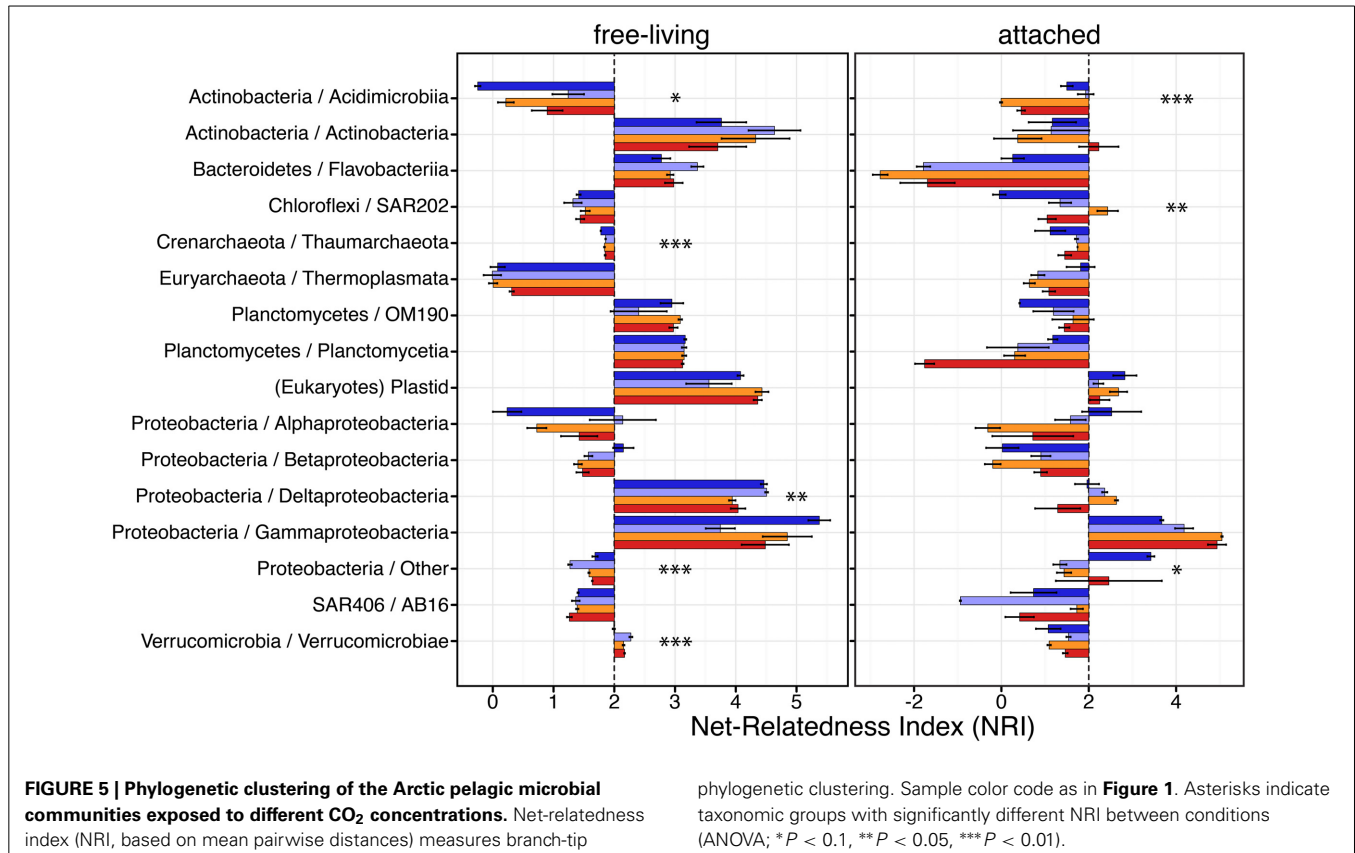 free-living
attached
Actinobacteria / Acidimicrobiia
*
***
Actinobacteria / Actinobacteria
Bacteroidetes / Flavobacteriia
Chloroflexi / SAR202
**
Crenarchaeota / Thaumarchaeota
***
Euryarchaeota / Thermoplasmata
Planctomycetes / OM190
Planctomycetes / Planctomycetia
(Eukaryotes) Plastid
Proteobacteria / Alphaproteobacteria
Proteobacteria / Betaproteobacteria
Proteobacteria / Deltaproteobacteria
**
Proteobacteria / Gammaproteobacteria
Proteobacteria / Other
***
*
SAR406 / AB16
Verrucomicrobia / Verrucomicrobiae
***
0 1 2 3 4 5
-2 0 2 4
Net-Relatedness Index (NRI)
FIGURE 5 | Phylogenetic clustering of the Arctic pelagic microbial
communities exposed to different CO₂ concentrations. Net-relatedness
index (NRI, based on mean pairwise distances) measures branch-tip
phylogenetic clustering. Sample color code as in Figure 1. Asterisks indicate
taxonomic groups with significantly different NRI between conditions
(ANOVA; *P < 0.1, **P < 0.05, ***P < 0.01).